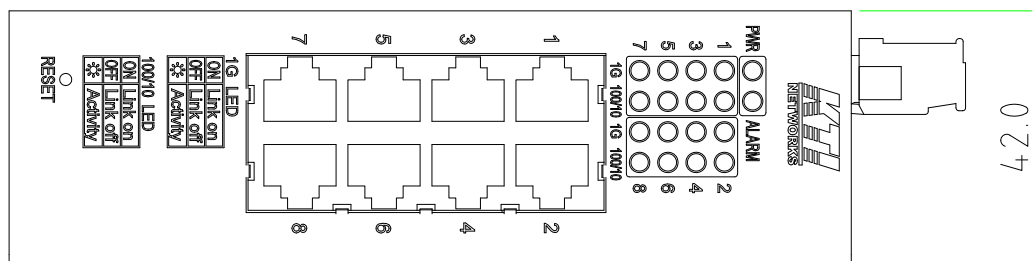 RESET
100/10 LED
ON Link on
OFF Link off
Activity
1G LED
ON Link on
OFF Link off
Activity
7 5 3 1
8 6 4 2
7 5 3 1
PWR
1G
100/10
1G
100/10
ALARM
8 6 4 2
KTI
NETWORKS
42.0